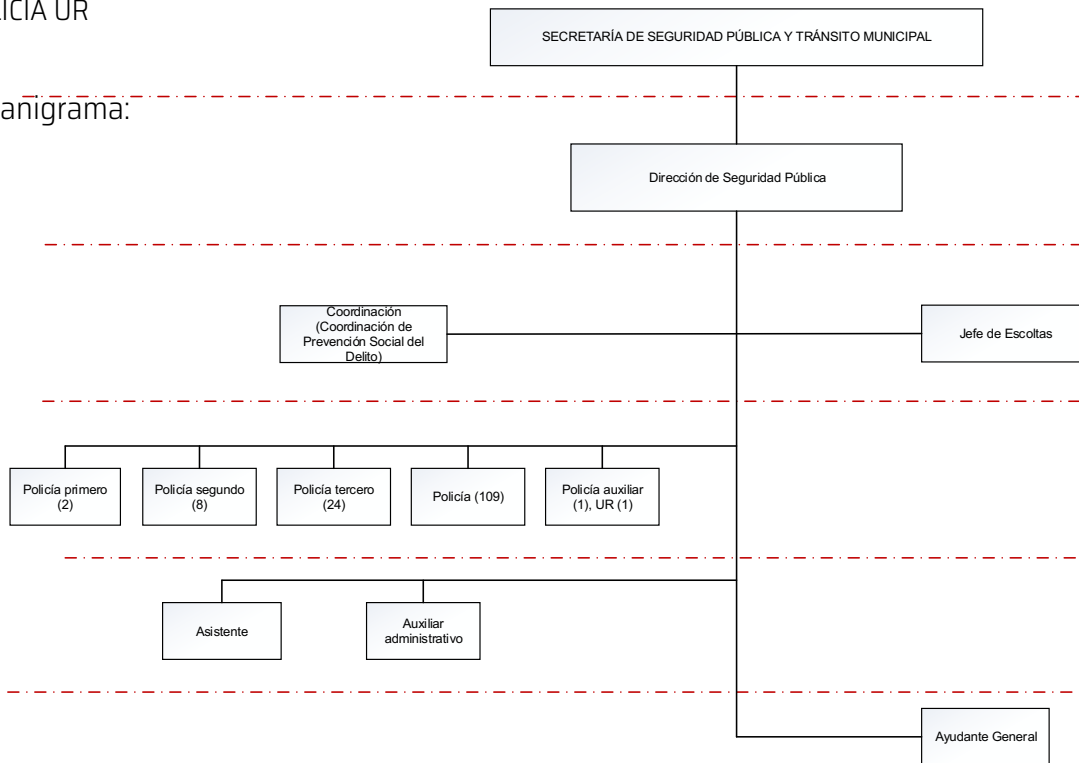 LICIA UR
SECRETARÍA DE SEGURIDAD PÚBLICA Y TRÁNSITO MUNICIPAL
anigrama:
Dirección de Seguridad Pública
Coordinación
(Coordinación de
Prevención Social del
Delito)
Jefe de Escoltas
Policía primero
(2)
Policía segundo
(8)
Policía tercero
(24)
Policía (109)
Policía auxiliar
(1), UR (1)
Asistente
Auxiliar
administrativo
Ayudante General